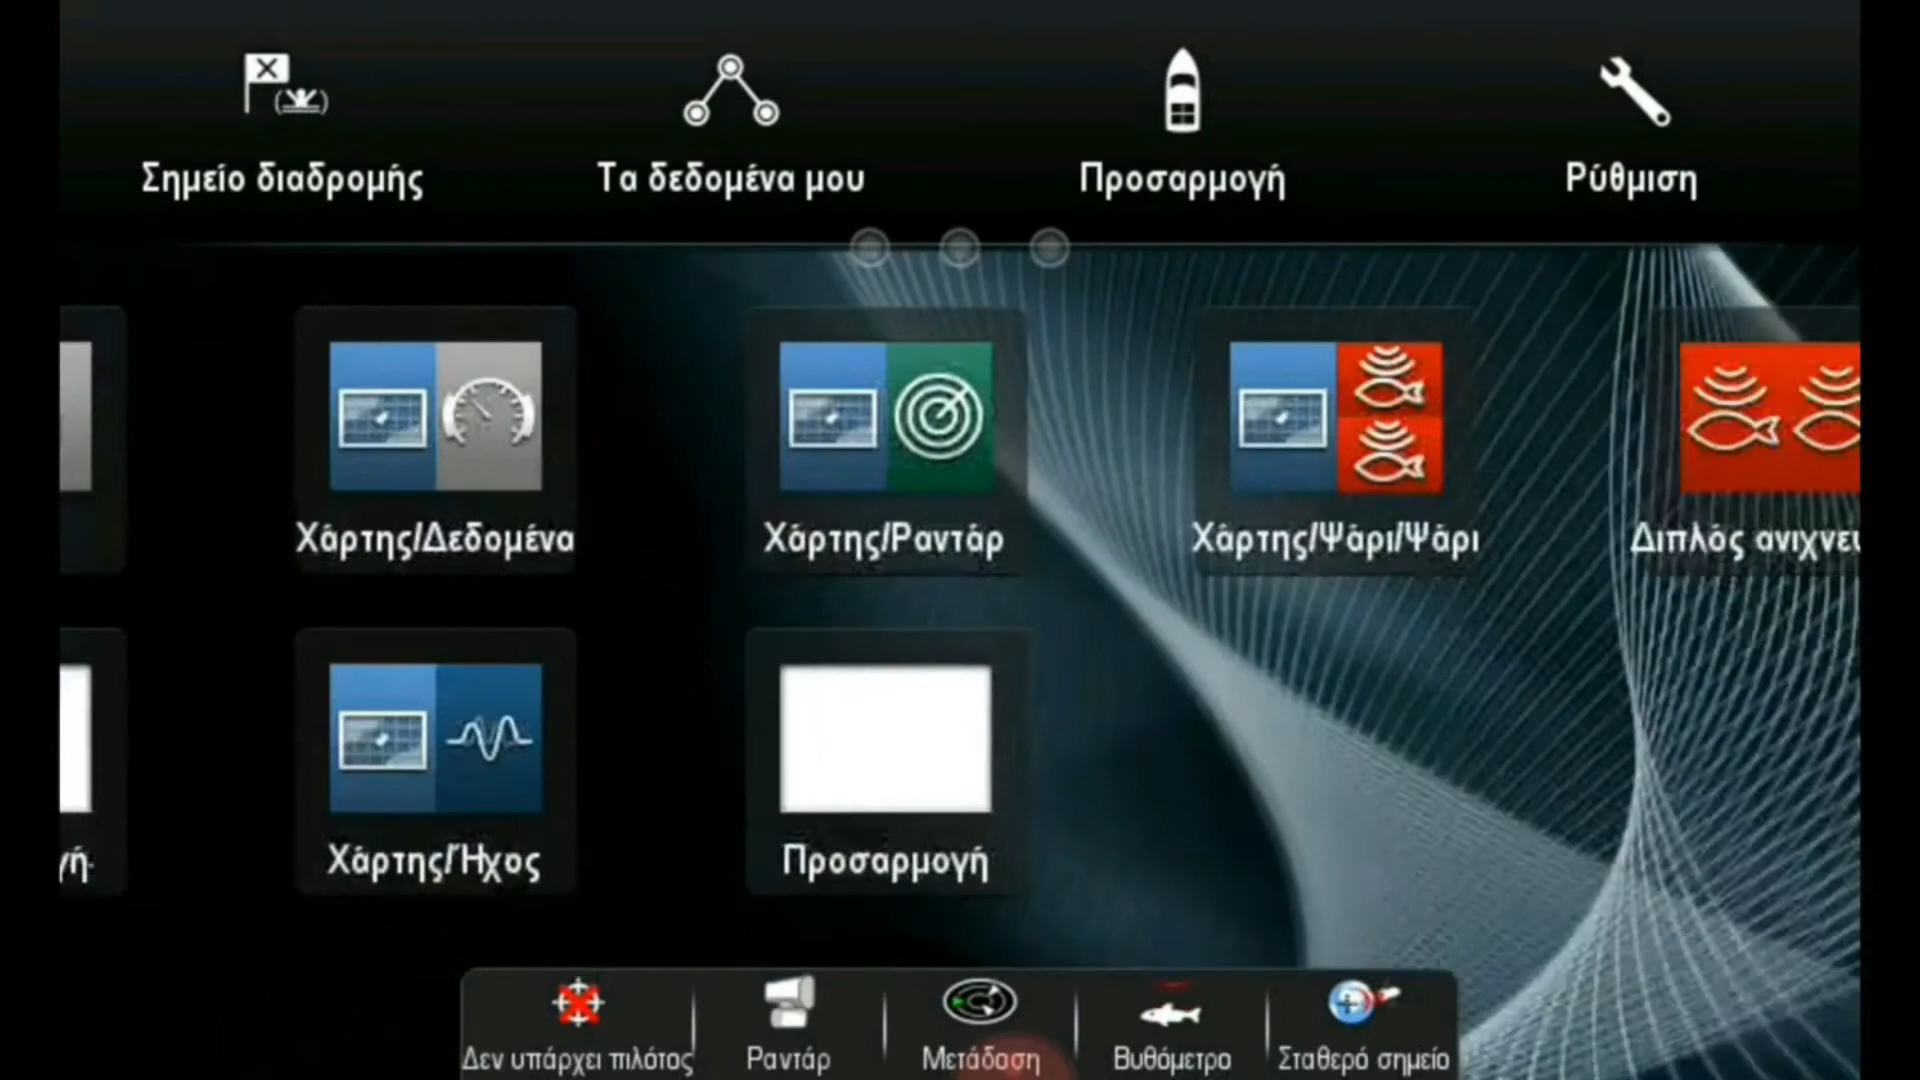 Σημείο διαδρομής
Τα δεδομένα μου
Προσαρμογή
Ρύθμιση
Χάρτης/Δεδομένα
Χάρτης/Ραντάρ
Χάρτης/Ψάρι/Ψάρι
Διπλός
Χάρτης/Ήχος
Προσαρμογή
Δεν υπάρχει πιλότος
Ραντάρ
Μετάδοση
Βυθόμετρο
Σταθερό σημείο